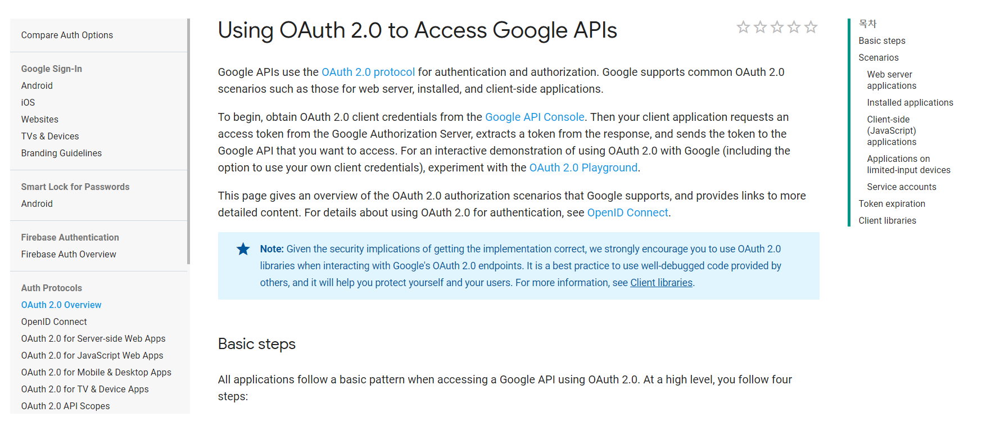 Compare Auth Options
Google Sign-In
Android
iOS
Websites
TVs & Devices
Branding Guidelines
Smart Lock for Passwords
Android
Firebase Authentication
Firebase Auth Overview
Auth Protocols
OAuth 2.0 Overview
OpenID Connect
OAuth 2.0 for Server-side Web Apps
OAuth 2.0 for JavaScript Web Apps
OAuth 2.0 for Mobile & Desktop Apps
OAuth 2.0 for TV & Device Apps
OAuth 2.0 API Scopes
Using OAuth 2.0 to Access Google APIs
Google APIs use the OAuth 2.0 protocol for authentication and authorization. Google supports common OAuth 2.0
scenarios such as those for web server, installed, and client-side applications.
To begin, obtain OAuth 2.0 client credentials from the Google API Console. Then your client application requests an
access token from the Google Authorization Server, extracts a token from the response, and sends the token to the
Google API that you want to access. For an interactive demonstration of using OAuth 2.0 with Google (including the
option to use your own client credentials), experiment with the OAuth 2.0 Playground.
This page gives an overview of the OAuth 2.0 authorization scenarios that Google supports, and provides links to more
detailed content. For details about using OAuth 2.0 for authentication, see OpenID Connect.
Note: Given the security implications of getting the implementation correct, we strongly encourage you to use OAuth 2.0
libraries when interacting with Google's OAuth 2.0 endpoints. It is a best practice to use well-debugged code provided by
others, and it will help you protect yourself and your users. For more information, see Client libraries.
Basic steps
All applications follow a basic pattern when accessing a Google API using OAuth 2.0. At a high level, you follow four
steps:
목차
Basic steps
Scenarios
Web server
applications
Installed applications
Client-side
(JavaScript)
applications
Applications on
limited-input devices
Service accounts
Token expiration
Client libraries